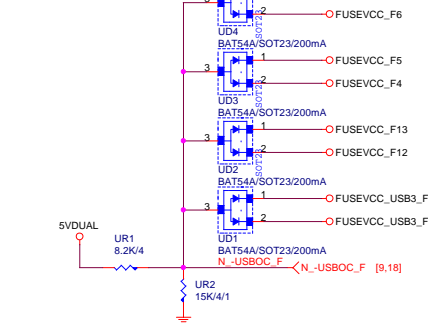 2 FUSEVCC_F6
SOT23
UD4
BAT54A/SOT23/200mA
1 FUSEVCC_F5
3
2 FUSEVCC_F4
SOT23
UD3
BAT54A/SOT23/200mA
1 FUSEVCC_F13
3
2 FUSEVCC_F12
SOT23
UD2
BAT54A/SOT23/200mA
1 FUSEVCC_USB3_F
3
2 FUSEVCC_USB3_F
UD1
BAT54A/SOT23/200mA
5VDUAL
UR1
8.2K/4
N_-USBOC_F
N_-USBOC_F [9,18]
UR2
15K/4/1